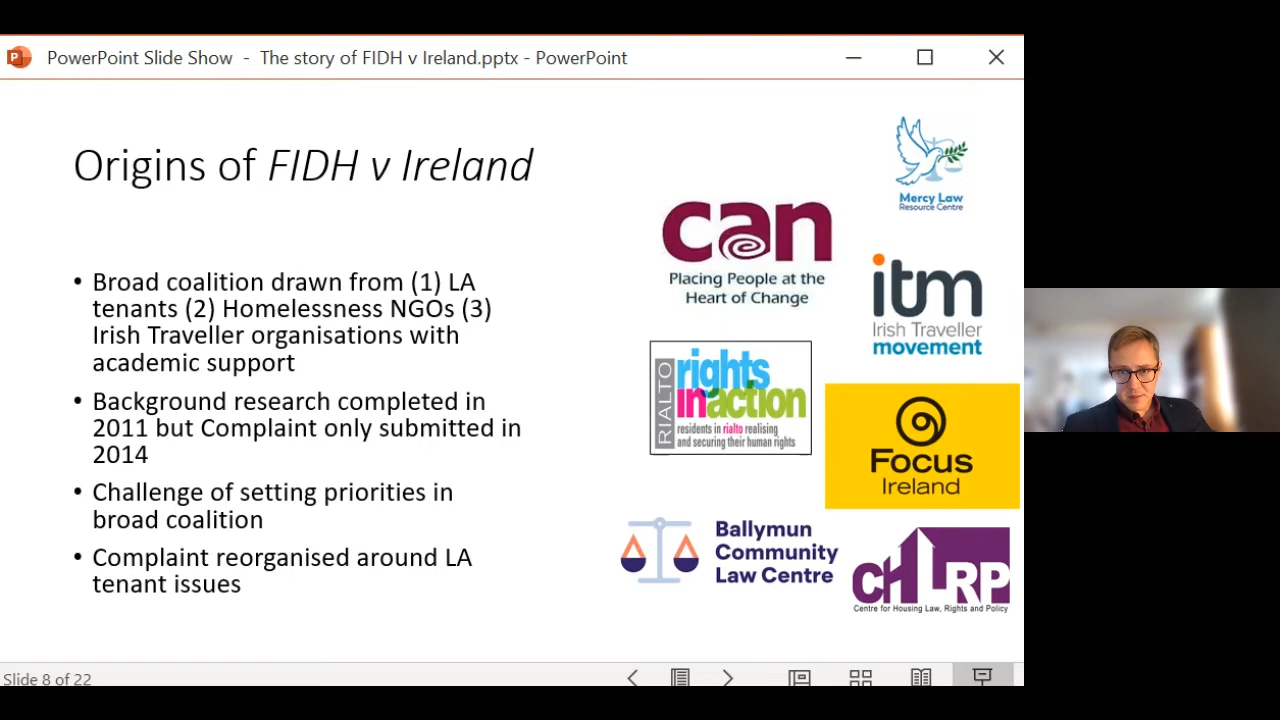 PowerPoint Slide Show - The story of FIDH v Ireland.pptx - PowerPoint
Origins of FIDH v Ireland
• Broad coalition drawn from (1) LA
tenants (2) Homelessness NGOs (3)
Irish Traveller organisations with
academic support
• Background research completed in
2011 but Complaint only submitted in
2014
• Challenge of setting priorities in
broad coalition
• Complaint reorganised around LA
tenant issues
Mercy Law
Resource Centre
can
Placing People at the
Heart of Change
itm
Irish Traveller
movement
RIALTO
rights
inaction
residents in rialto realising
and securing their human rights
Focus
Ireland
Ballymun
Community
Law Centre
CHLRP
Centre for Housing Law, Rights and Policy
Slide 8 of 22